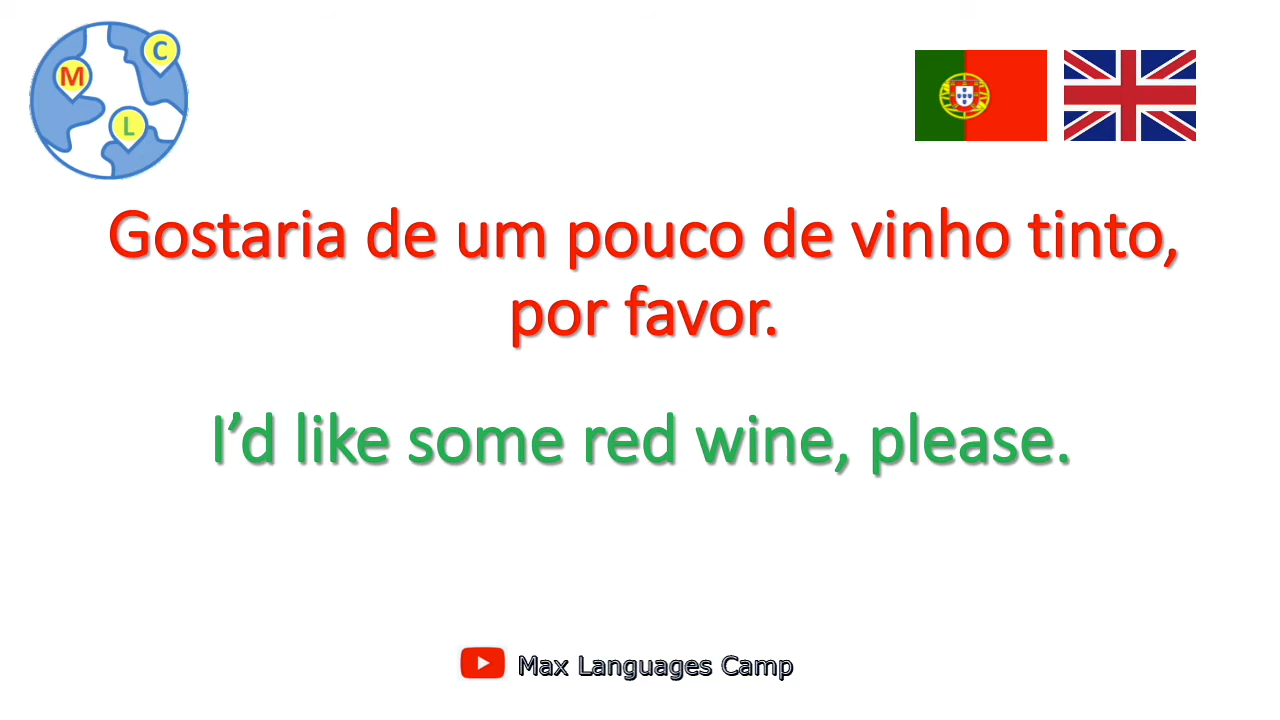 M
C
L
Gostaria de um pouco de vinho tinto,
por favor.
I’d like some red wine, please.
Max Languages Camp